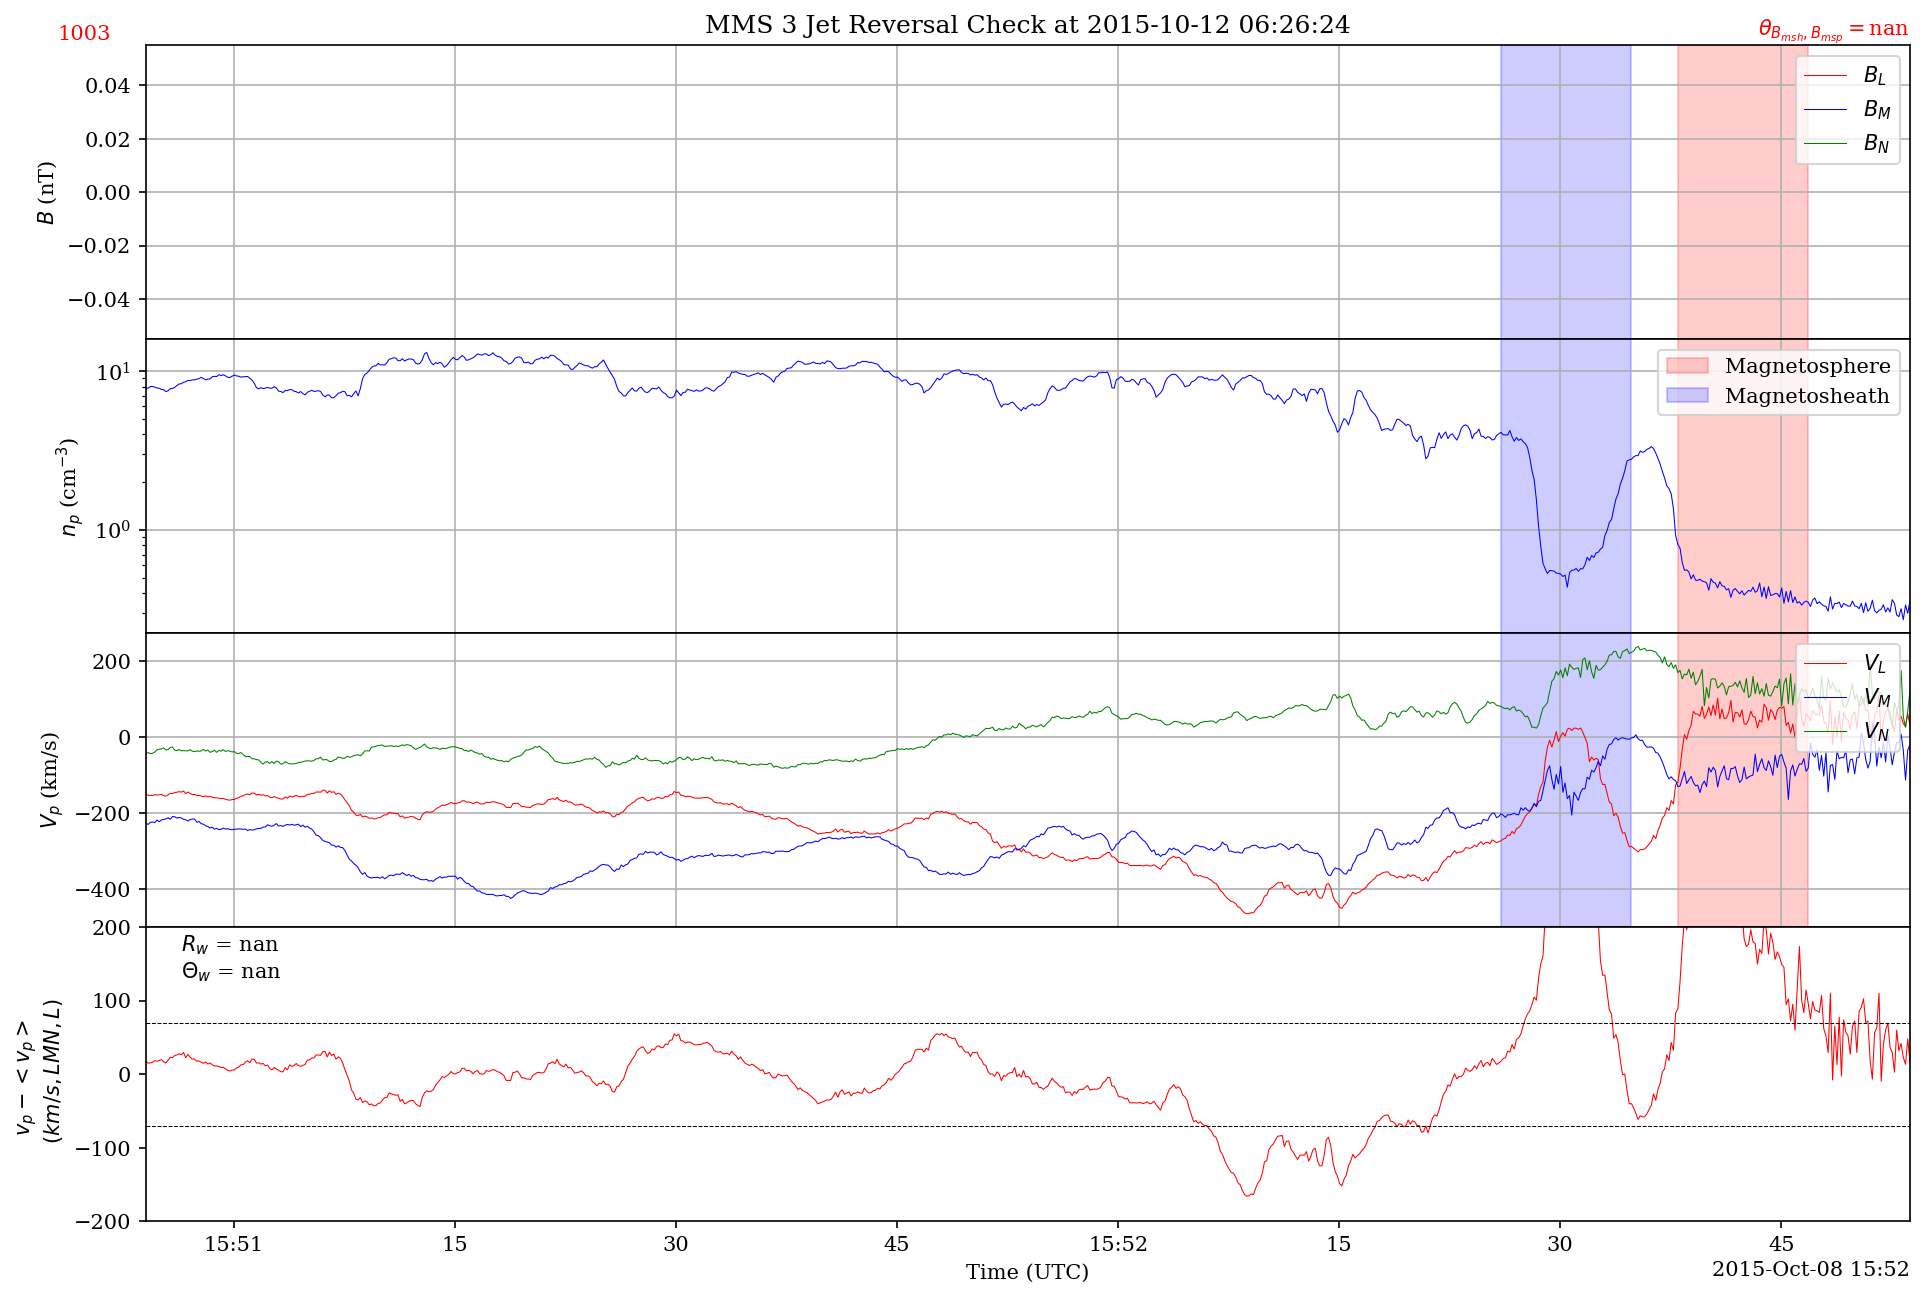 MMS 3 Jet Reversal Check at 2015-10-12 06:26:24
1003
θ_{B_{msh}, B_{msp}} = nan
0.04
0.02
0.00
−0.02
−0.04
B (nT)
B_L
B_M
B_N
10^1
10^0
n_p (cm^{−3})
Magnetosphere
Magnetosheath
200
0
−200
−400
V_p (km/s)
V_L
V_M
V_N
200
100
0
−100
−200
v_p − < v_p >
(km/s, LMN, L)
R_w = nan
Θ_w = nan
15:51
15
30
45
15:52
15
30
45
Time (UTC)
2015-Oct-08 15:52